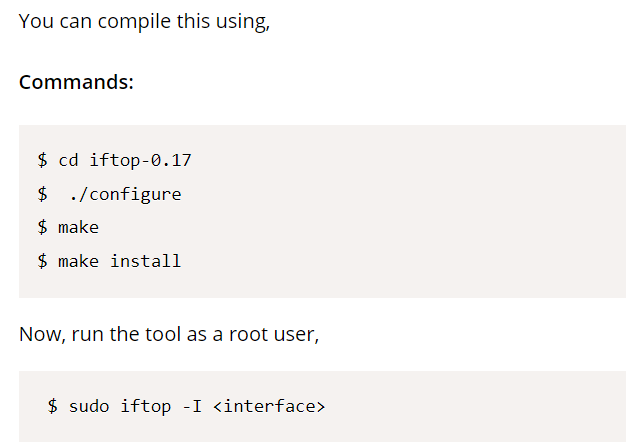 You can compile this using,
Commands:
$ cd iftop-0.17
$  ./configure
$ make
$ make install
Now, run the tool as a root user,
$ sudo iftop -I <interface>